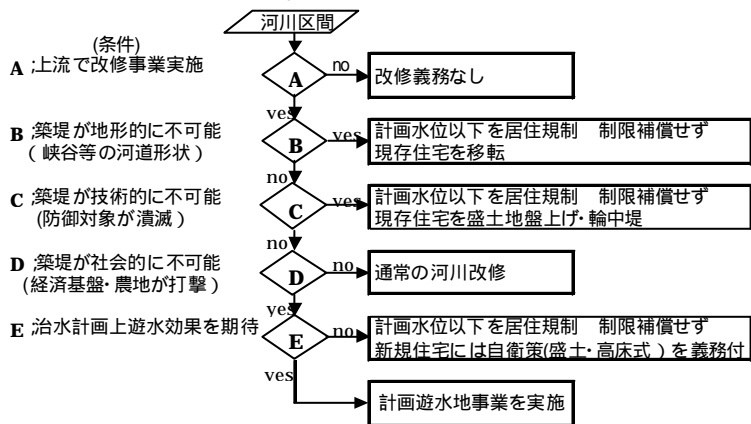 河川区間
(条件)
A ;上流で改修事業実施
A
no
改修義務なし
yes
B ;築堤が地形的に不可能
(峡谷等の河道形状)
B
yes
計画水位以下を居住規制 制限補償せず
現存住宅を移転
no
C ;築堤が技術的に不可能
(防御対象が潰滅)
C
yes
計画水位以下を居住規制 制限補償せず
現存住宅を盛土地盤上げ・輪中堤
no
D ;築堤が社会的に不可能
(経済基盤・農地が打撃)
D
no
通常の河川改修
yes
E ;治水計画上遊水効果を期待
E
no
計画水位以下を居住規制 制限補償せず
新規住宅には自衛策(盛土・高床式)を義務付
yes
計画遊水地事業を実施